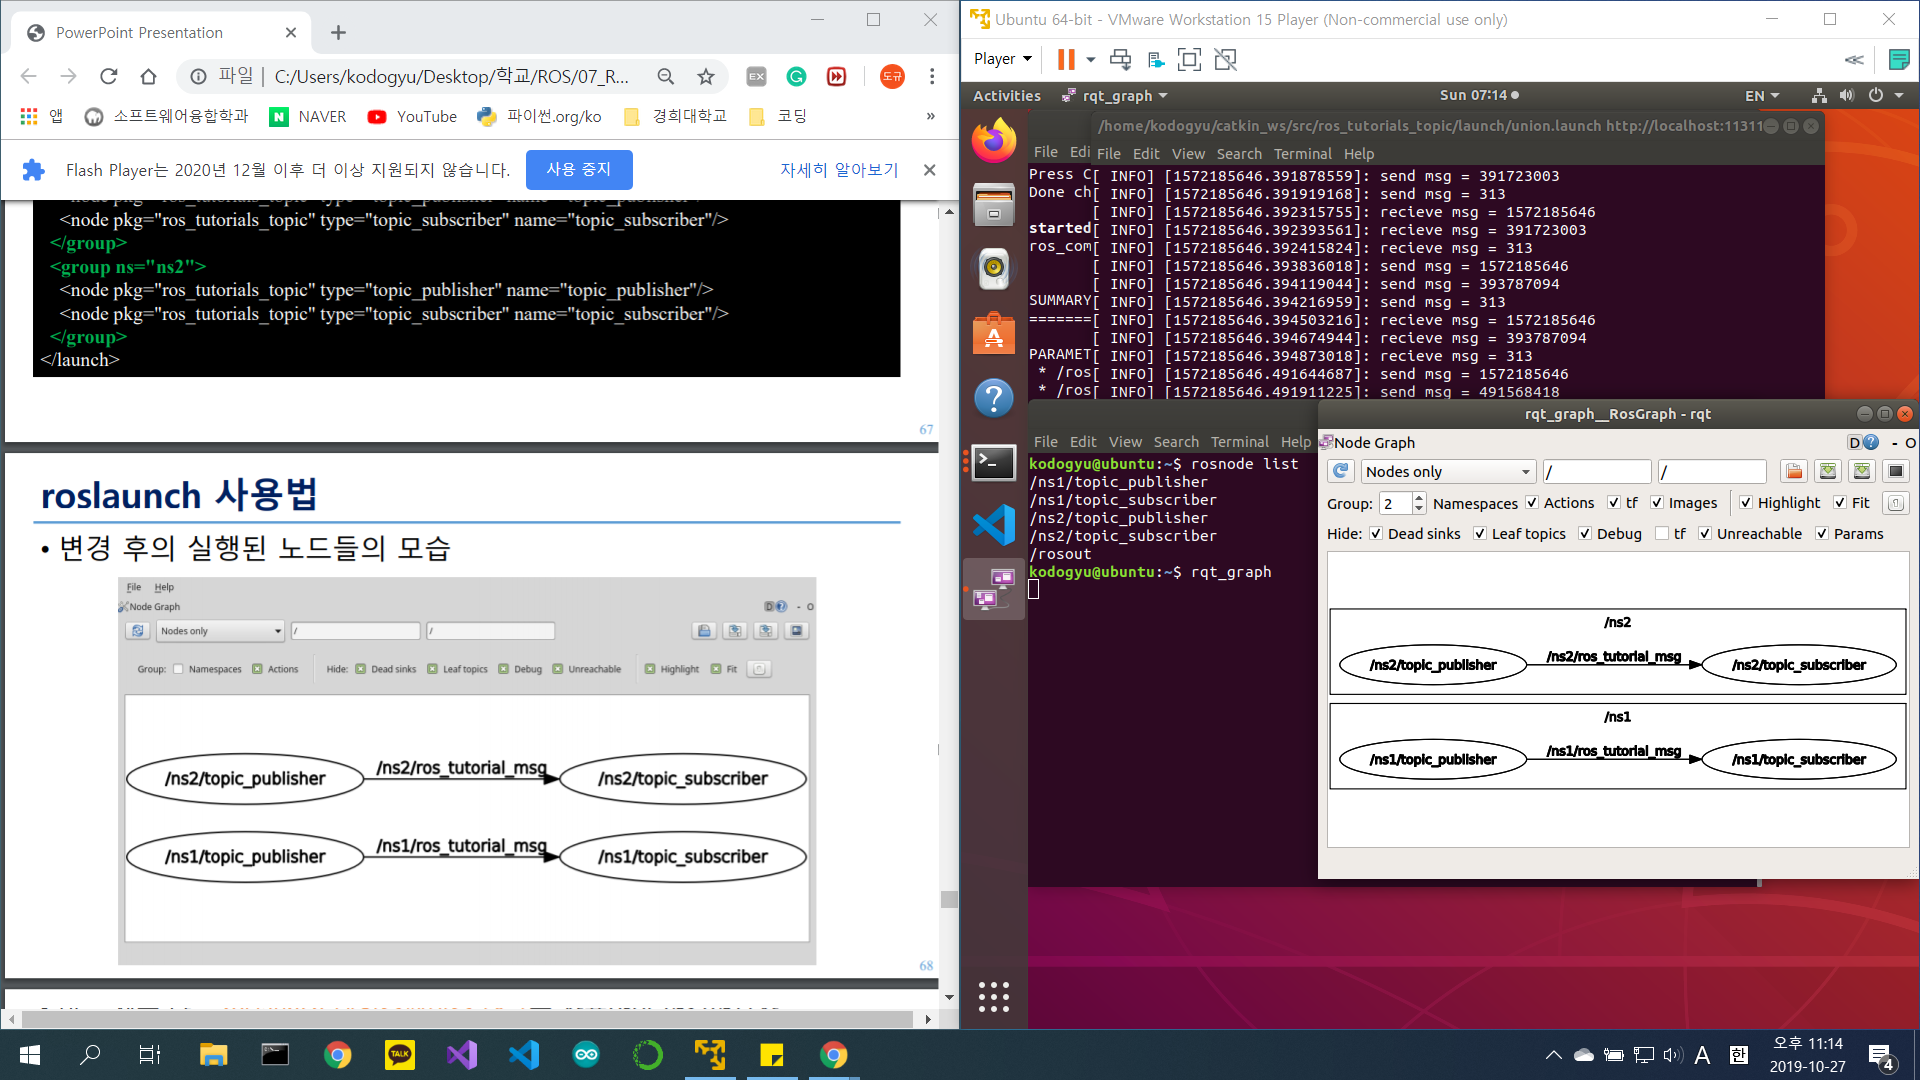 PowerPoint Presentation
파일 | C:/Users/kodogyu/Desktop/학교/ROS/07_R...
EX
도규
앱
소프트웨어융합학과
NAVER
YouTube
파이썬.org/ko
경희대학교
코딩
»
Flash Player는 2020년 12월 이후 더 이상 지원되지 않습니다.
사용 중지
자세히 알아보기
<node pkg="ros_tutorials_topic" type="topic_subscriber" name="topic_subscriber"/>
</group>
<group ns="ns2">
<node pkg="ros_tutorials_topic" type="topic_publisher" name="topic_publisher"/>
<node pkg="ros_tutorials_topic" type="topic_subscriber" name="topic_subscriber"/>
</group>
</launch>
67
roslaunch 사용법
• 변경 후의 실행된 노드들의 모습
File Help
Node Graph
D - O
Nodes only / /
Group: Namespaces Actions Hide: Dead sinks Leaf topics Debug Unreachable Highlight Fit
/ns2/topic_publisher /ns2/ros_tutorial_msg /ns2/topic_subscriber
/ns1/topic_publisher /ns1/ros_tutorial_msg /ns1/topic_subscriber
68
Ubuntu 64-bit - VMware Workstation 15 Player (Non-commercial use only)
Player
Activities rqt_graph Sun 07:14 EN
/home/kodogyu/catkin_ws/src/ros_tutorials_topic/launch/union.launch http://localhost:11311
File Edi
File Edit View Search Terminal Help
Press C
Done ch
started
ros_com
SUMMARY
=======
PARAMET
* /ros
* /ros
[ INFO] [1572185646.391878559]: send msg = 391723003
[ INFO] [1572185646.391919168]: send msg = 313
[ INFO] [1572185646.392315755]: recieve msg = 1572185646
[ INFO] [1572185646.392393561]: recieve msg = 391723003
[ INFO] [1572185646.392415824]: recieve msg = 313
[ INFO] [1572185646.393836018]: send msg = 1572185646
[ INFO] [1572185646.394119044]: send msg = 393787094
[ INFO] [1572185646.394216959]: send msg = 313
[ INFO] [1572185646.394503216]: recieve msg = 1572185646
[ INFO] [1572185646.394674944]: recieve msg = 393787094
[ INFO] [1572185646.394873018]: recieve msg = 313
[ INFO] [1572185646.491644687]: send msg = 1572185646
[ INFO] [1572185646.491911225]: send msg = 491568418
File Edit View Search Terminal Help
kodogyu@ubuntu:~$ rosnode list
/ns1/topic_publisher
/ns1/topic_subscriber
/ns2/topic_publisher
/ns2/topic_subscriber
/rosout
kodogyu@ubuntu:~$ rqt_graph
rqt_graph__RosGraph - rqt
Node Graph
D - O
Nodes only / /
Group: 2 Namespaces Actions tf Images Highlight Fit
Hide: Dead sinks Leaf topics Debug tf Unreachable Params
/ns2
/ns2/topic_publisher /ns2/ros_tutorial_msg /ns2/topic_subscriber
/ns1
/ns1/topic_publisher /ns1/ros_tutorial_msg /ns1/topic_subscriber
TALK
A
한
오후 11:14
2019-10-27
4